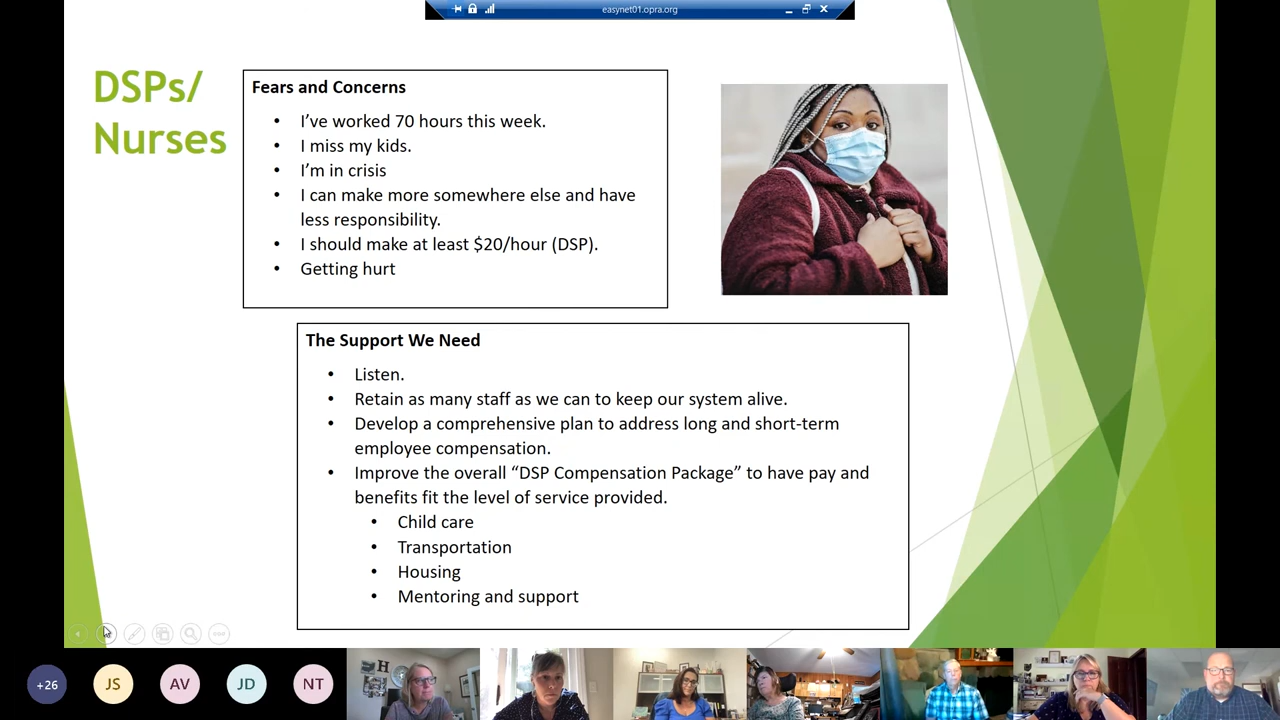 easynet01.opra.org
DSPs/
Nurses
Fears and Concerns
• I've worked 70 hours this week.
• I miss my kids.
• I'm in crisis
• I can make more somewhere else and have
less responsibility.
• I should make at least $20/hour (DSP).
• Getting hurt
The Support We Need
• Listen.
• Retain as many staff as we can to keep our system alive.
• Develop a comprehensive plan to address long and short-term
employee compensation.
• Improve the overall “DSP Compensation Package” to have pay and
benefits fit the level of service provided.
• Child care
• Transportation
• Housing
• Mentoring and support
+26
JS
AV
JD
NT
H